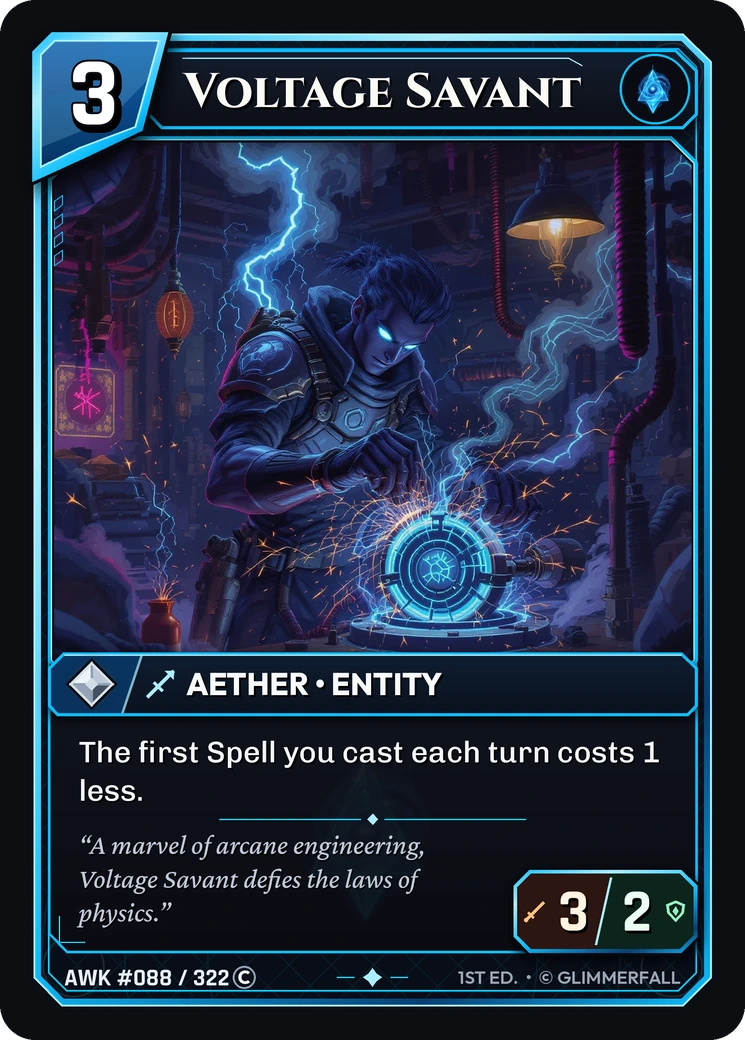 3
VOLTAGE SAVANT
AETHER • ENTITY
The first Spell you cast each turn costs 1
less.
“A marvel of arcane engineering,
Voltage Savant defies the laws of
physics.”
3 / 2
AWK #088 / 322 Ⓒ
1ST ED. • © GLIMMERFALL